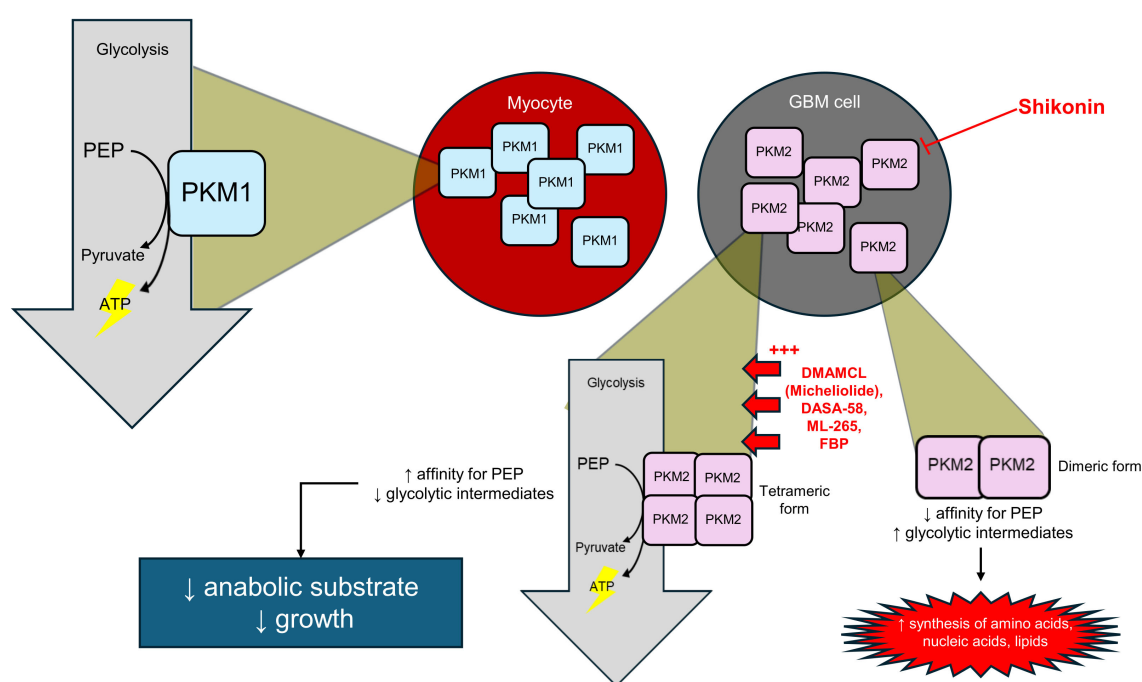 Glycolysis
PEP
PKM1
Pyruvate
ATP
Myocyte
PKM1
PKM1
PKM1
PKM1
PKM1
PKM1
GBM cell
PKM2
PKM2
PKM2
PKM2
PKM2
PKM2
Shikonin
+++
DMAMCL
(Micheliolide),
DASA-58,
ML-265,
FBP
Glycolysis
PEP
PKM2
PKM2
PKM2
PKM2
Pyruvate
ATP
Tetrameric
form
↑ affinity for PEP
↓ glycolytic intermediates
↓ anabolic substrate
↓ growth
PKM2
PKM2
Dimeric form
↓ affinity for PEP
↑ glycolytic intermediates
↑ synthesis of amino acids,
nucleic acids, lipids